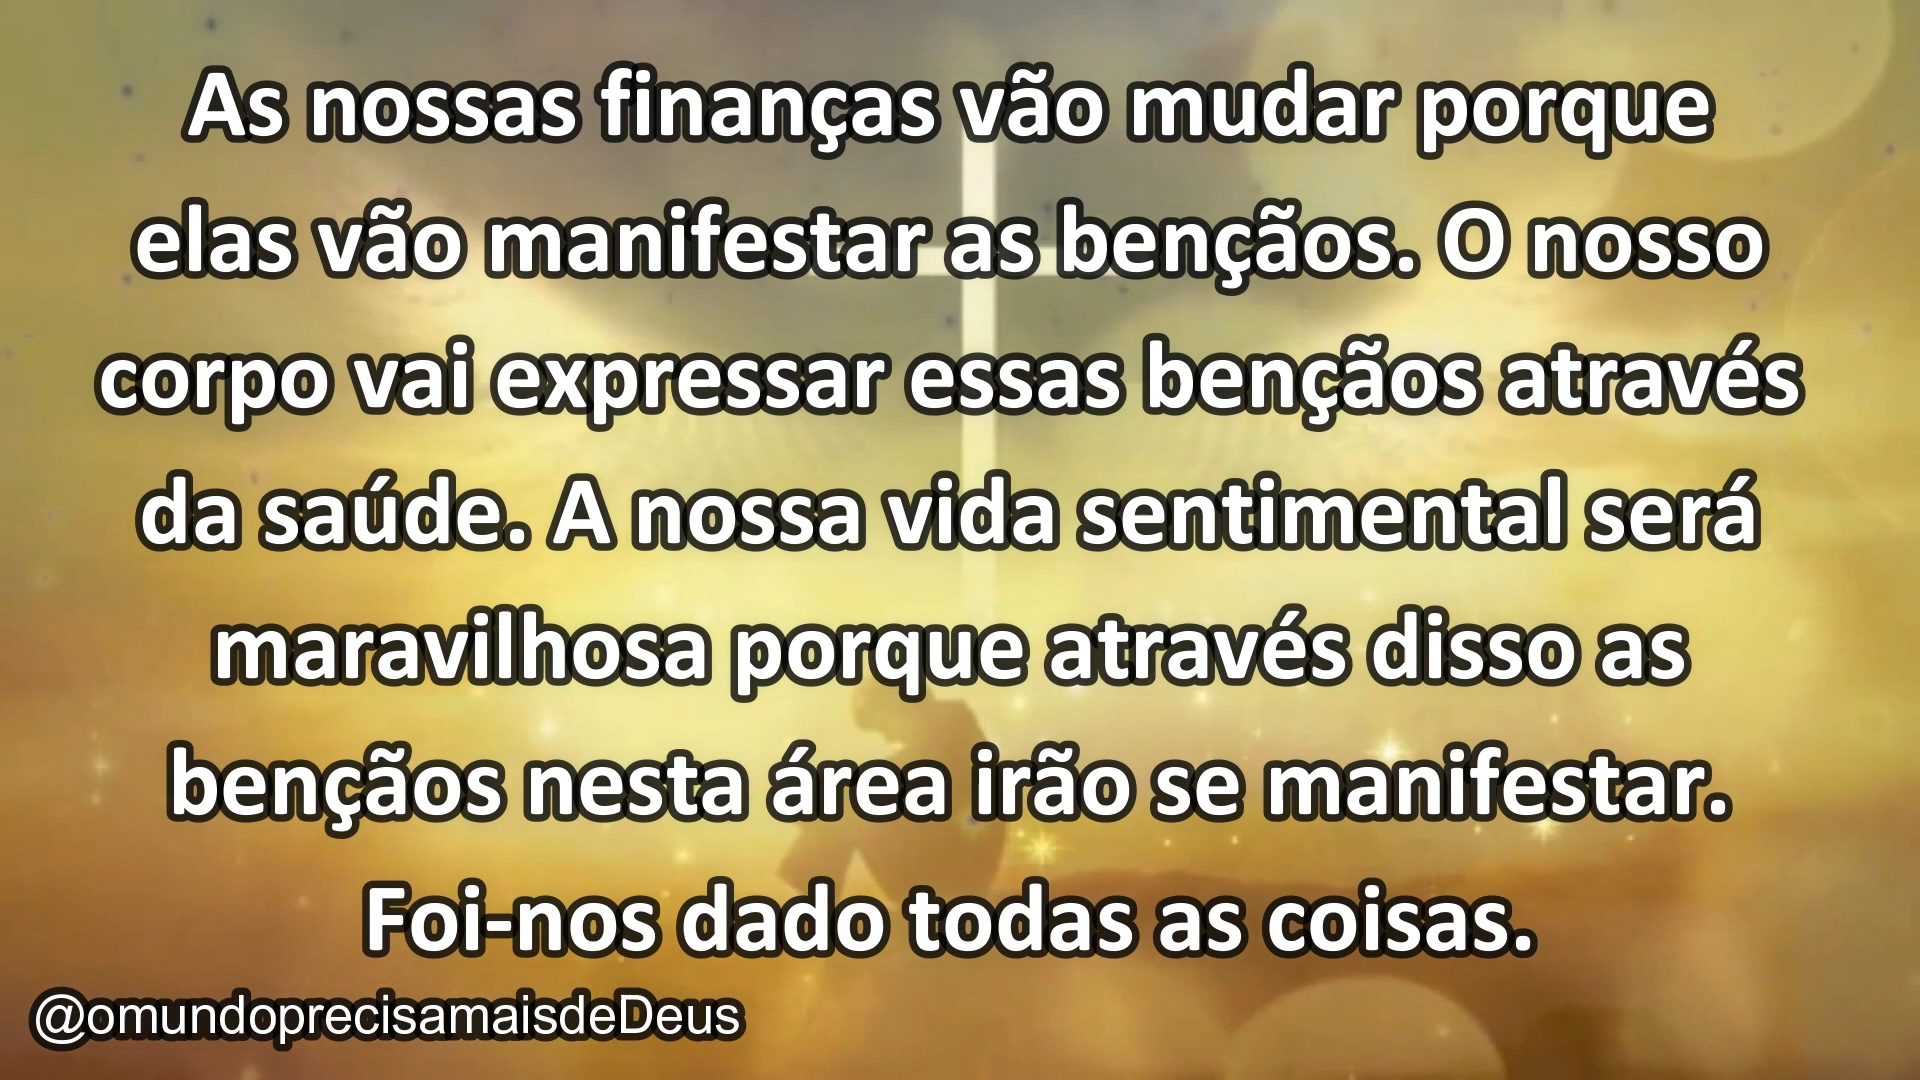 As nossas finanças vão mudar porque
elas vão manifestar as bençãos. O nosso
corpo vai expressar essas bençãos através
da saúde. A nossa vida sentimental será
maravilhosa porque através disso as
bençãos nesta área irão se manifestar.
Foi-nos dado todas as coisas.
@omundoprecisamaisdeDeus